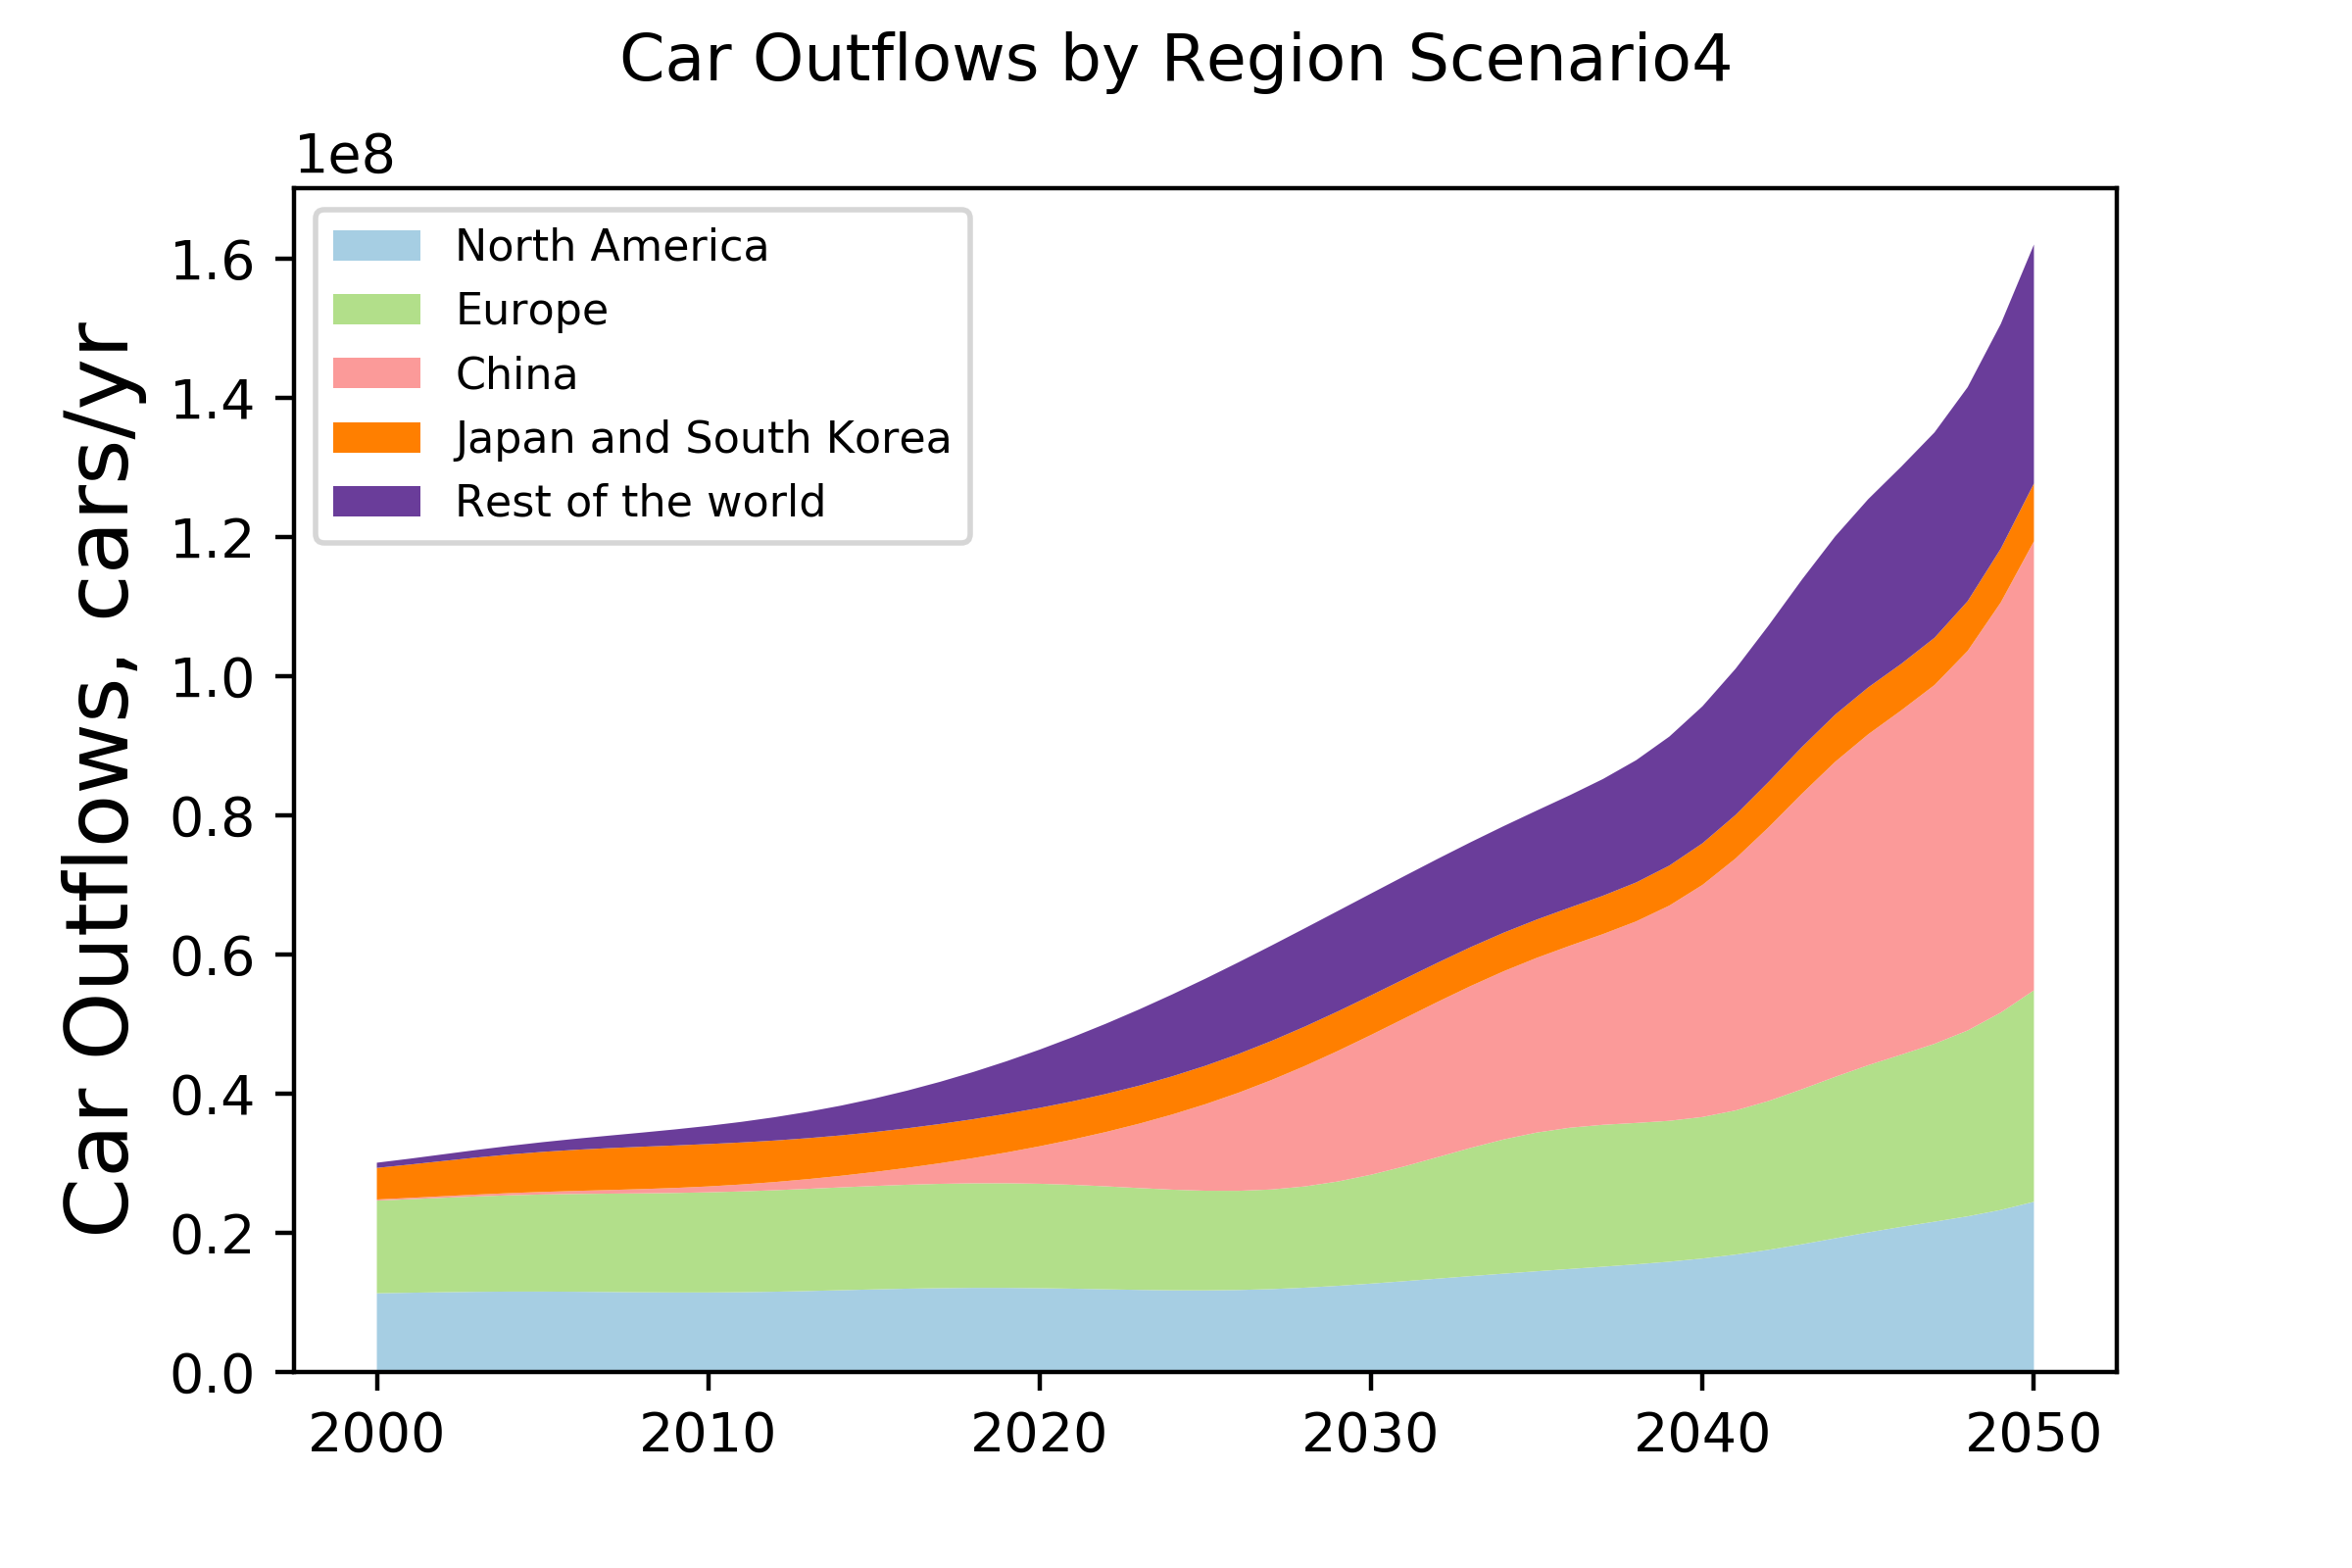 Car Outflows by Region Scenario4
1e8
North America
Europe
China
Japan and South Korea
Rest of the world
Car Outflows, cars/yr
1.6
1.4
1.2
1.0
0.8
0.6
0.4
0.2
0.0
2000 2010 2020 2030 2040 2050